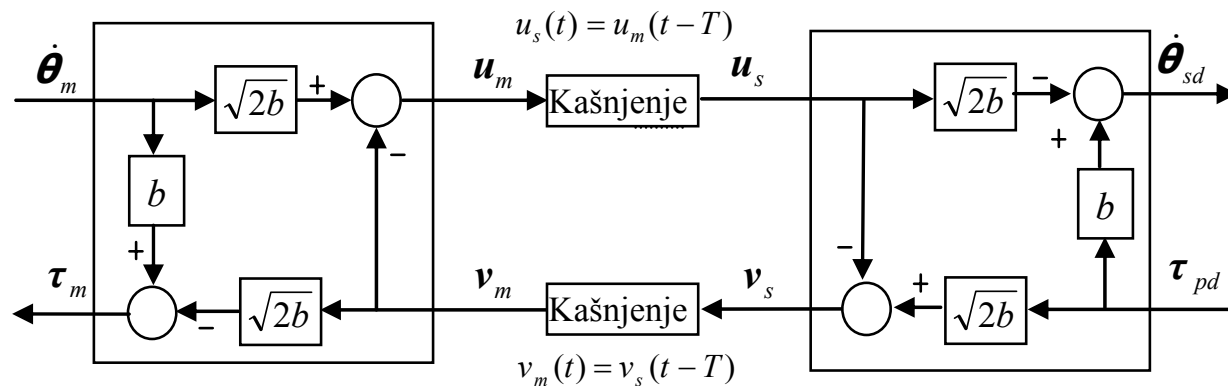 u_s(t) = u_m(t − T)
θ̇_m
√2b
+
u_m
Kašnjenje
u_s
√2b
−
θ̇_sd
−
+
b
b
+
−
τ_m
−
√2b
v_m
Kašnjenje
v_s
+
√2b
τ_pd
v_m(t) = v_s(t − T)